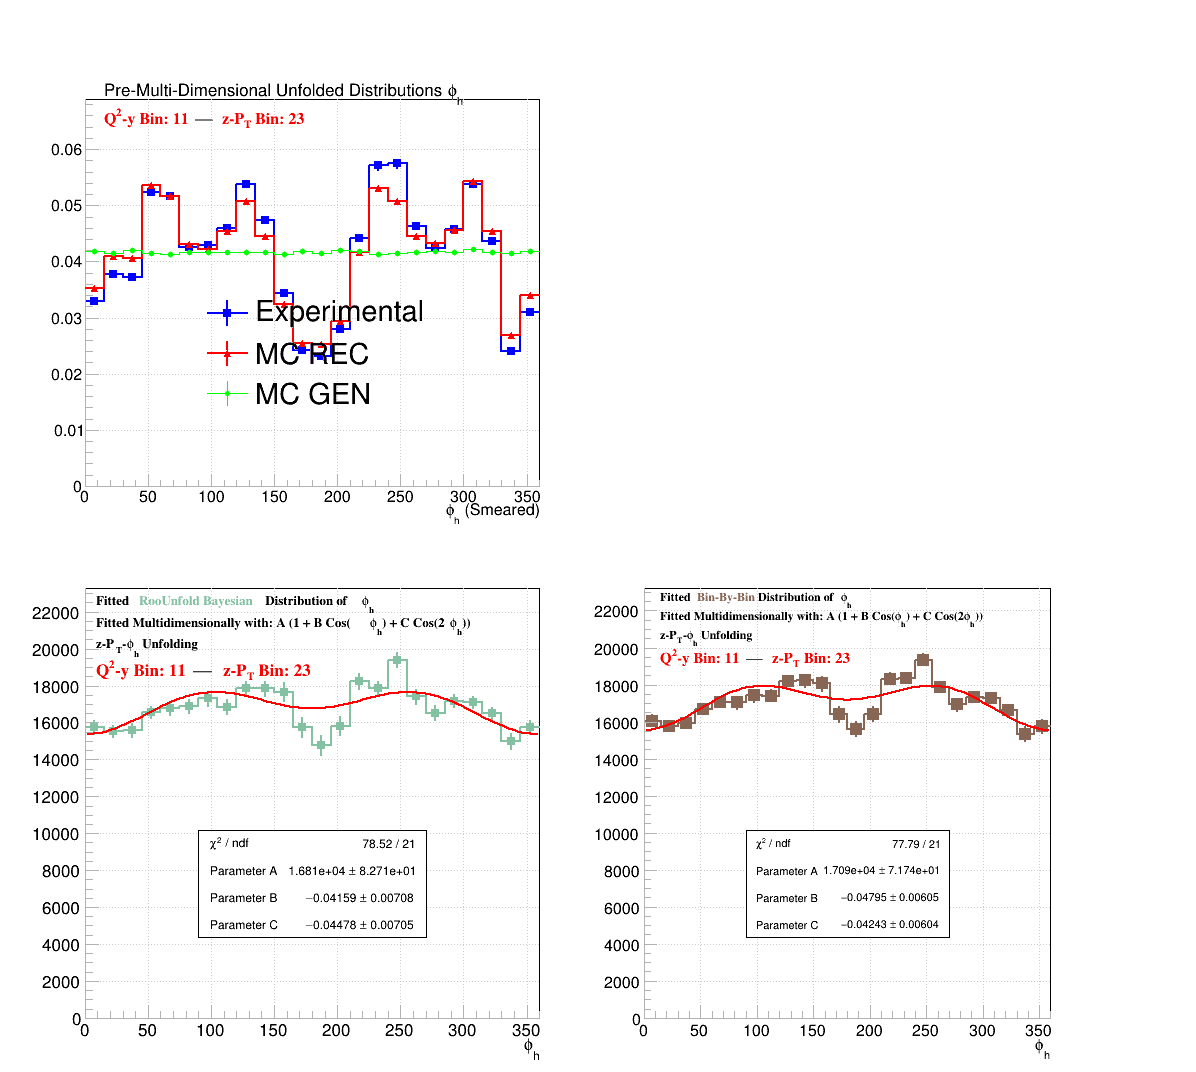 Pre-Multi-Dimensional Unfolded Distributions ϕh
Q2-y Bin: 11 — z-PT Bin: 23
0.06
0.05
0.04
0.03
0.02
0.01
0
Experimental
MC REC
MC GEN
0 50 100 150 200 250 300 350
ϕh (Smeared)
Fitted RooUnfold Bayesian Distribution of ϕh
Fitted Multidimensionally with: A (1 + B Cos( ϕh) + C Cos(2 ϕh))
z-PT-ϕh Unfolding
Q2-y Bin: 11 — z-PT Bin: 23
22000
20000
18000
16000
14000
12000
10000
8000
6000
4000
2000
0
χ2 / ndf 78.52 / 21
Parameter A 1.681e+04 ± 8.271e+01
Parameter B −0.04159 ± 0.00708
Parameter C −0.04478 ± 0.00705
0 50 100 150 200 250 300 350
ϕh
Fitted Bin-By-Bin Distribution of ϕh
Fitted Multidimensionally with: A (1 + B Cos(ϕh) + C Cos(2ϕh))
z-PT-ϕh Unfolding
Q2-y Bin: 11 — z-PT Bin: 23
22000
20000
18000
16000
14000
12000
10000
8000
6000
4000
2000
0
χ2 / ndf 77.79 / 21
Parameter A 1.709e+04 ± 7.174e+01
Parameter B −0.04795 ± 0.00605
Parameter C −0.04243 ± 0.00604
0 50 100 150 200 250 300 350
ϕh